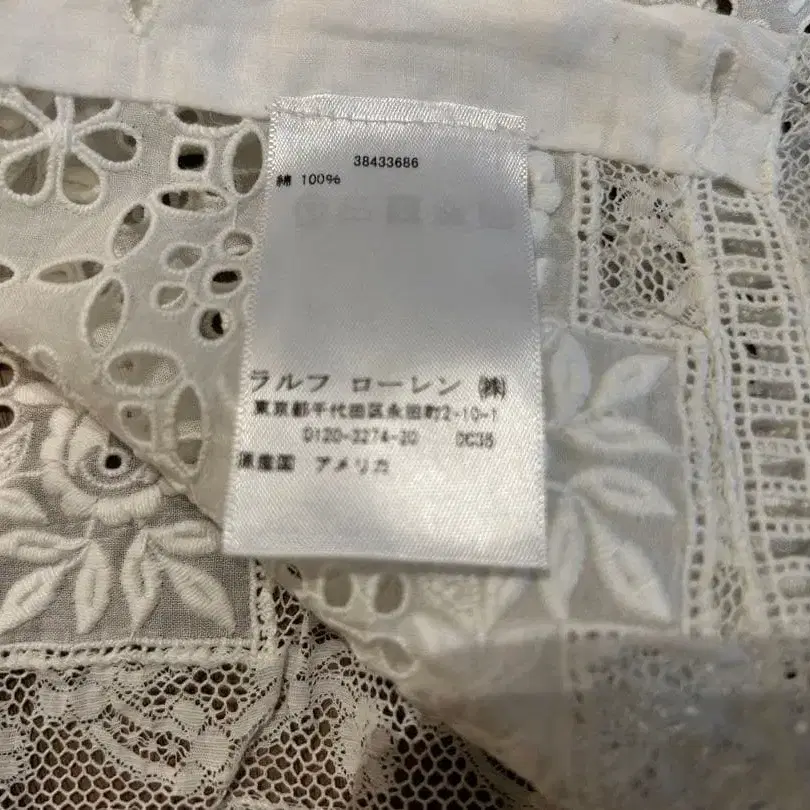 38433686
綿 100%
ラルフ ローレン ㈱
東京都千代田区永田町2-10-1
0120-3274-20 DC35
原産国 アメリカ